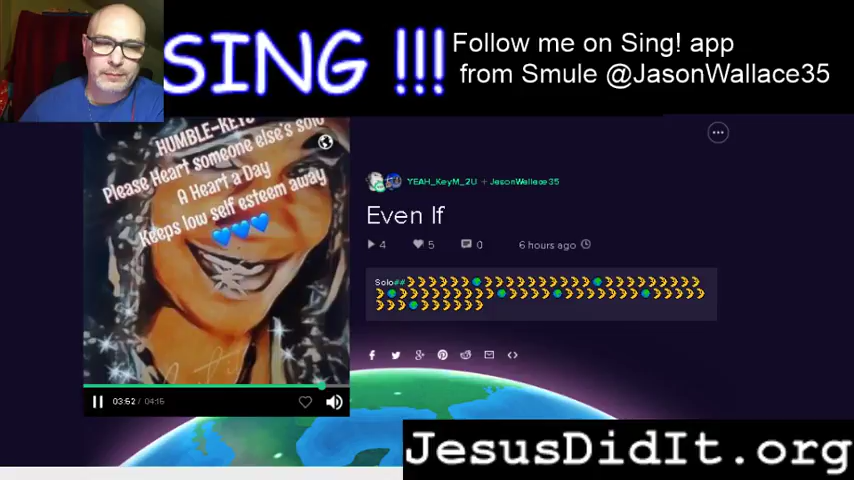 SING !!!
Follow me on Sing! app
from Smule @JasonWallace35
HUMBLE-KEYS
Please Heart someone else's solo
A Heart a Day
Keeps low self esteem away
YEAH_KeyM_2U + JasonWallace35
Even If
4
5
0
6 hours ago
Solo##
03:52 / 04:15
JesusDidIt.org